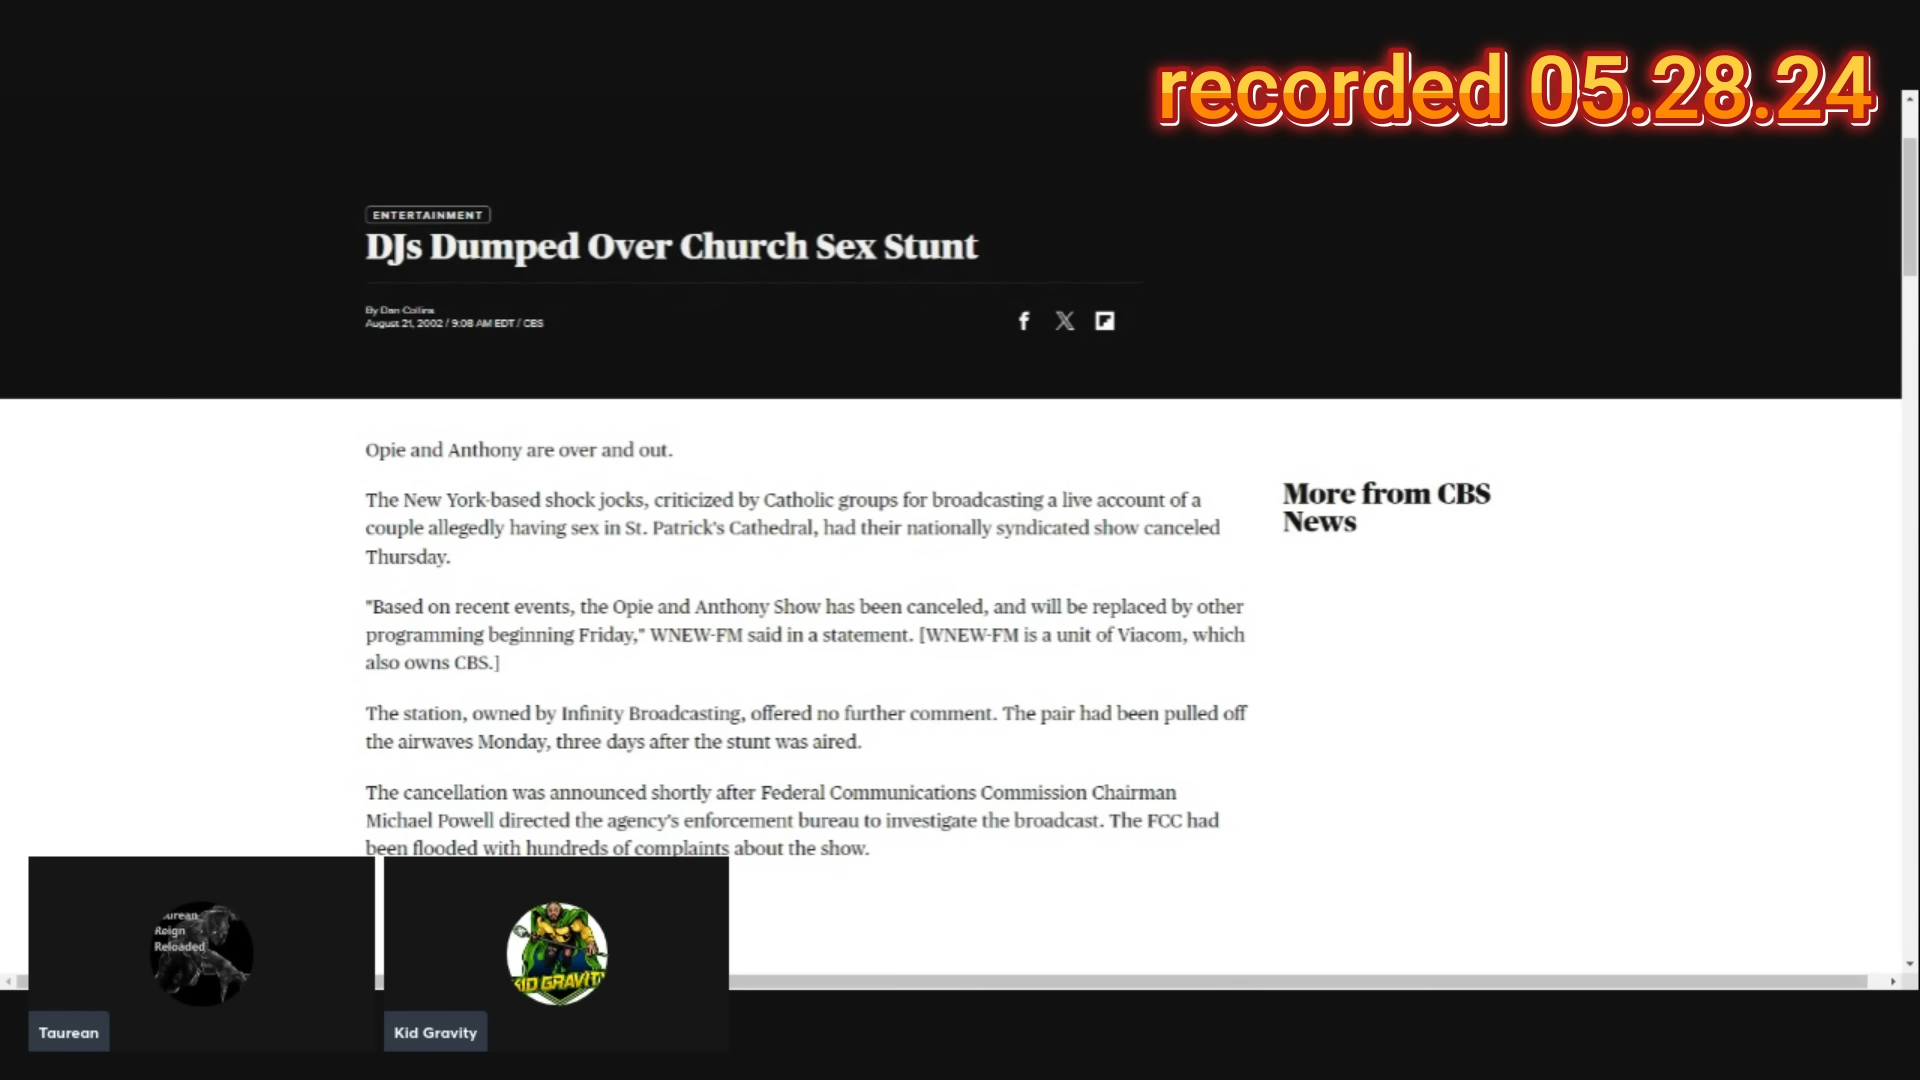 recorded 05.28.24
ENTERTAINMENT
DJs Dumped Over Church Sex Stunt
By Dan Collins
August 21, 2002 / 9:08 AM EDT / CBS
Opie and Anthony are over and out.
The New York-based shock jocks, criticized by Catholic groups for broadcasting a live account of a
couple allegedly having sex in St. Patrick's Cathedral, had their nationally syndicated show canceled
Thursday.
"Based on recent events, the Opie and Anthony Show has been canceled, and will be replaced by other
programming beginning Friday," WNEW-FM said in a statement. [WNEW-FM is a unit of Viacom, which
also owns CBS.]
The station, owned by Infinity Broadcasting, offered no further comment. The pair had been pulled off
the airwaves Monday, three days after the stunt was aired.
The cancellation was announced shortly after Federal Communications Commission Chairman
Michael Powell directed the agency's enforcement bureau to investigate the broadcast. The FCC had
been flooded with hundreds of complaints about the show.
More from CBS
News
Reign
Reloaded
KID GRAVITY
Taurean
Kid Gravity